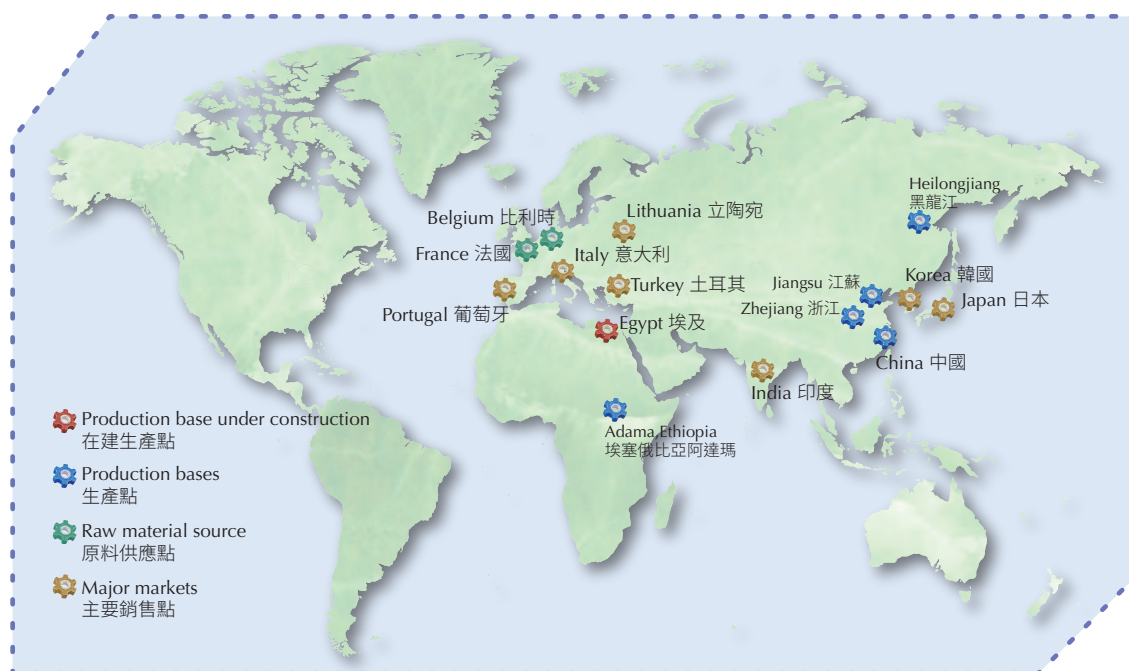 Heilongjiang
黑龍江
Belgium 比利時
Lithuania 立陶宛
France 法國
Italy 意大利
Turkey 土耳其
Jiangsu 江蘇
Korea 韓國
Japan 日本
Portugal 葡萄牙
Egypt 埃及
Zhejiang 浙江
China 中國
India 印度
Adama,Ethiopia
埃塞俄比亞阿達瑪
Production base under construction
在建生產點
Production bases
生產點
Raw material source
原料供應點
Major markets
主要銷售點